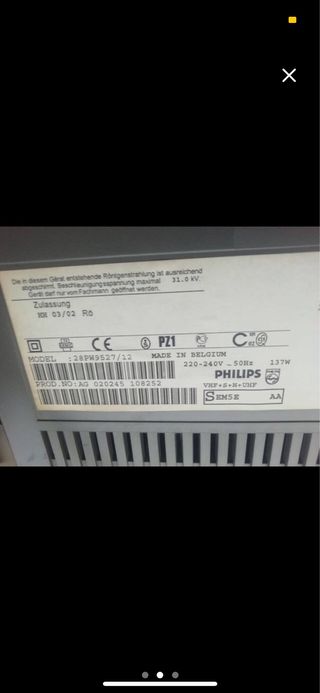 Die in diesem Gerät entstehende Röntgenstrahlung ist ausreichend
abgeschirmt. Beschleunigungsspannung maximal 31.0 kV.
Gerät darf nur vom Fachmann geöffnet werden.
Zulassung
NH 03/02 Rö
CE PZ1
MODEL :28PW9527/12 MADE IN BELGIUM
220-240V ~ 50Hz 137W
PROD.NO:AG 020245 108252
PHILIPS
VHF+S+H+UHF
SEM5E AA